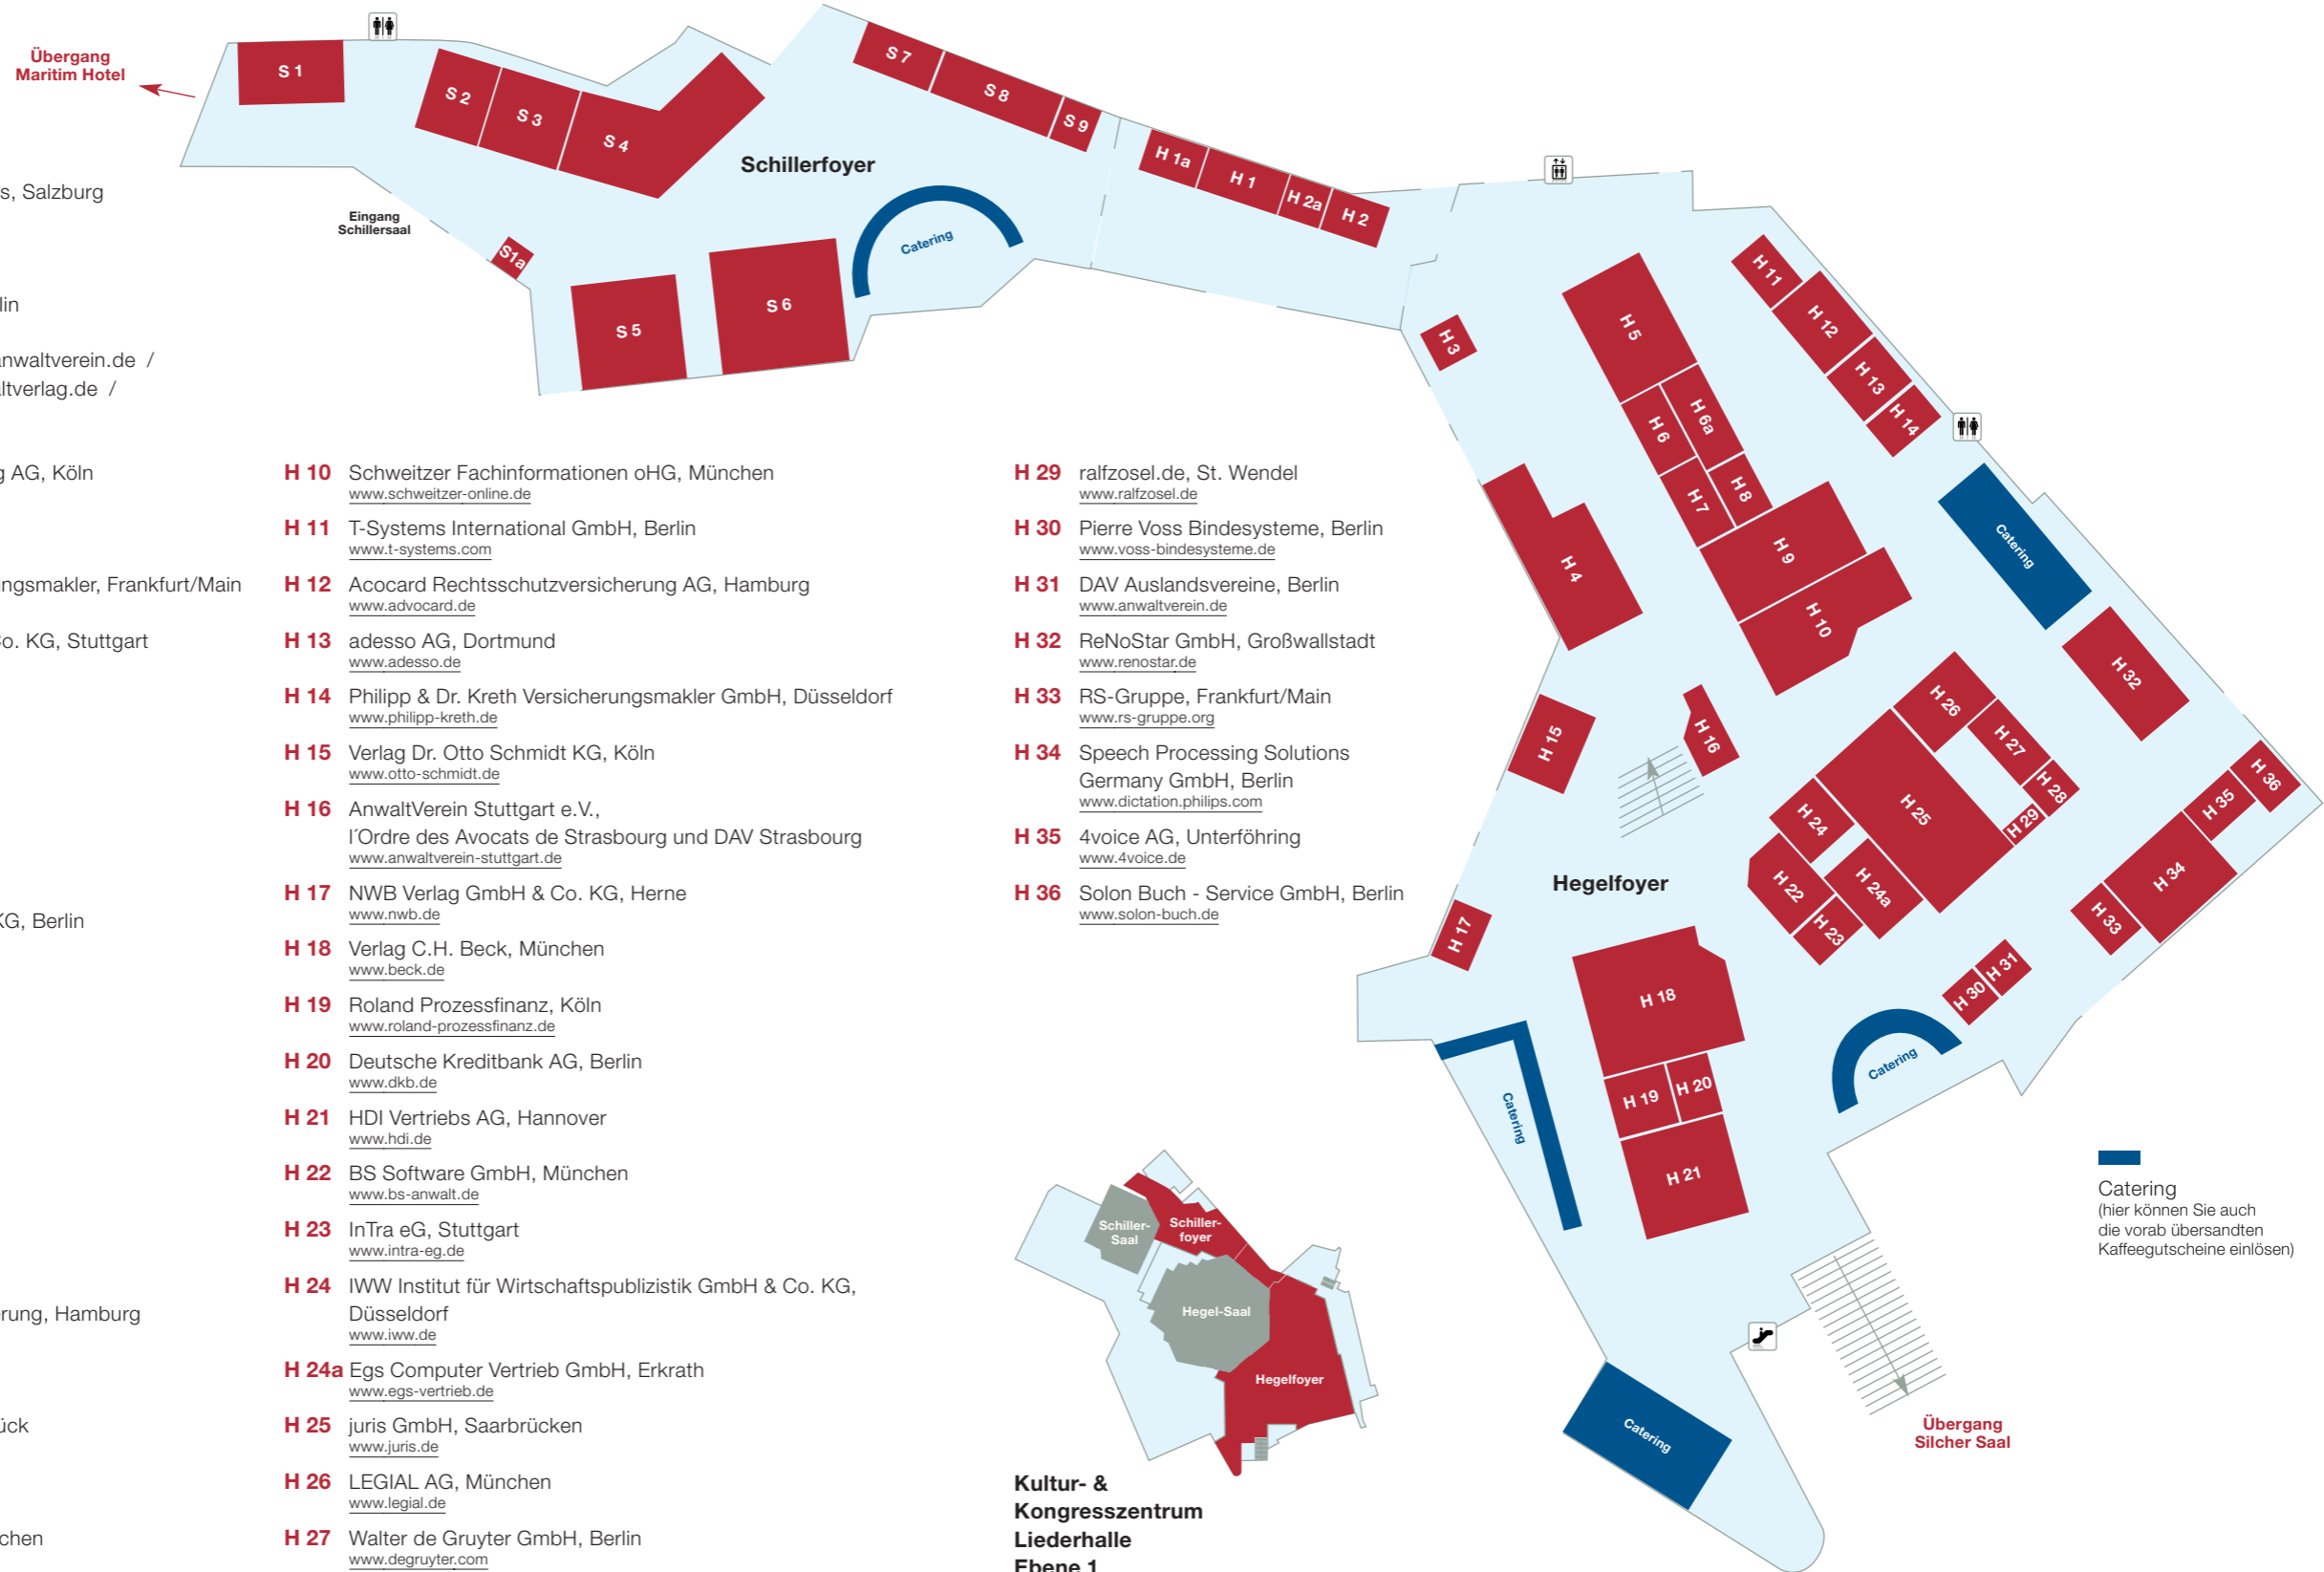 Übergang
Maritim Hotel
S 1
S 2
S 3
S 4
S 7
S 8
S 9
Schillerfoyer
Eingang
Schillersaal
S1a
S 5
S 6
Catering
H 1a
H 1
H 2a
H 2
H 3
H 5
H 6
H 6a
H 7
H 8
H 9
H 10
H 4
H 11
H 12
H 13
H 14
Catering
H 32
H 15
H 16
H 26
H 27
H 28
H 29
H 25
H 24
H 24a
H 22
H 23
H 36
H 35
H 34
H 33
H 31
H 30
Hegelfoyer
H 17
H 18
H 19
H 20
H 21
Catering
Catering
Catering
Übergang
Silcher Saal
Catering
(hier können Sie auch
die vorab übersandten
Kaffeegutscheine einlösen)
s, Salzburg
lin
anwaltverein.de /
altverlag.de /
g AG, Köln
ungsmakler, Frankfurt/Main
Co. KG, Stuttgart
KG, Berlin
erung, Hamburg
ück
chen
H 10 Schweitzer Fachinformationen oHG, München
www.schweitzer-online.de
H 11 T-Systems International GmbH, Berlin
www.t-systems.com
H 12 Acocard Rechtsschutzversicherung AG, Hamburg
www.advocard.de
H 13 adesso AG, Dortmund
www.adesso.de
H 14 Philipp & Dr. Kreth Versicherungsmakler GmbH, Düsseldorf
www.philipp-kreth.de
H 15 Verlag Dr. Otto Schmidt KG, Köln
www.otto-schmidt.de
H 16 AnwaltVerein Stuttgart e.V.,
l´Ordre des Avocats de Strasbourg und DAV Strasbourg
www.anwaltverein-stuttgart.de
H 17 NWB Verlag GmbH & Co. KG, Herne
www.nwb.de
H 18 Verlag C.H. Beck, München
www.beck.de
H 19 Roland Prozessfinanz, Köln
www.roland-prozessfinanz.de
H 20 Deutsche Kreditbank AG, Berlin
www.dkb.de
H 21 HDI Vertriebs AG, Hannover
www.hdi.de
H 22 BS Software GmbH, München
www.bs-anwalt.de
H 23 InTra eG, Stuttgart
www.intra-eg.de
H 24 IWW Institut für Wirtschaftspublizistik GmbH & Co. KG,
Düsseldorf
www.iww.de
H 24a Egs Computer Vertrieb GmbH, Erkrath
www.egs-vertrieb.de
H 25 juris GmbH, Saarbrücken
www.juris.de
H 26 LEGIAL AG, München
www.legial.de
H 27 Walter de Gruyter GmbH, Berlin
www.degruyter.com
H 29 ralfzosel.de, St. Wendel
www.ralfzosel.de
H 30 Pierre Voss Bindesysteme, Berlin
www.voss-bindesysteme.de
H 31 DAV Auslandsvereine, Berlin
www.anwaltverein.de
H 32 ReNoStar GmbH, Großwallstadt
www.renostar.de
H 33 RS-Gruppe, Frankfurt/Main
www.rs-gruppe.org
H 34 Speech Processing Solutions
Germany GmbH, Berlin
www.dictation.philips.com
H 35 4voice AG, Unterföhring
www.4voice.de
H 36 Solon Buch - Service GmbH, Berlin
www.solon-buch.de
Schiller-
Saal
Schiller-
foyer
Hegel-Saal
Hegelfoyer
Kultur- &
Kongresszentrum
Liederhalle
Ebene 1